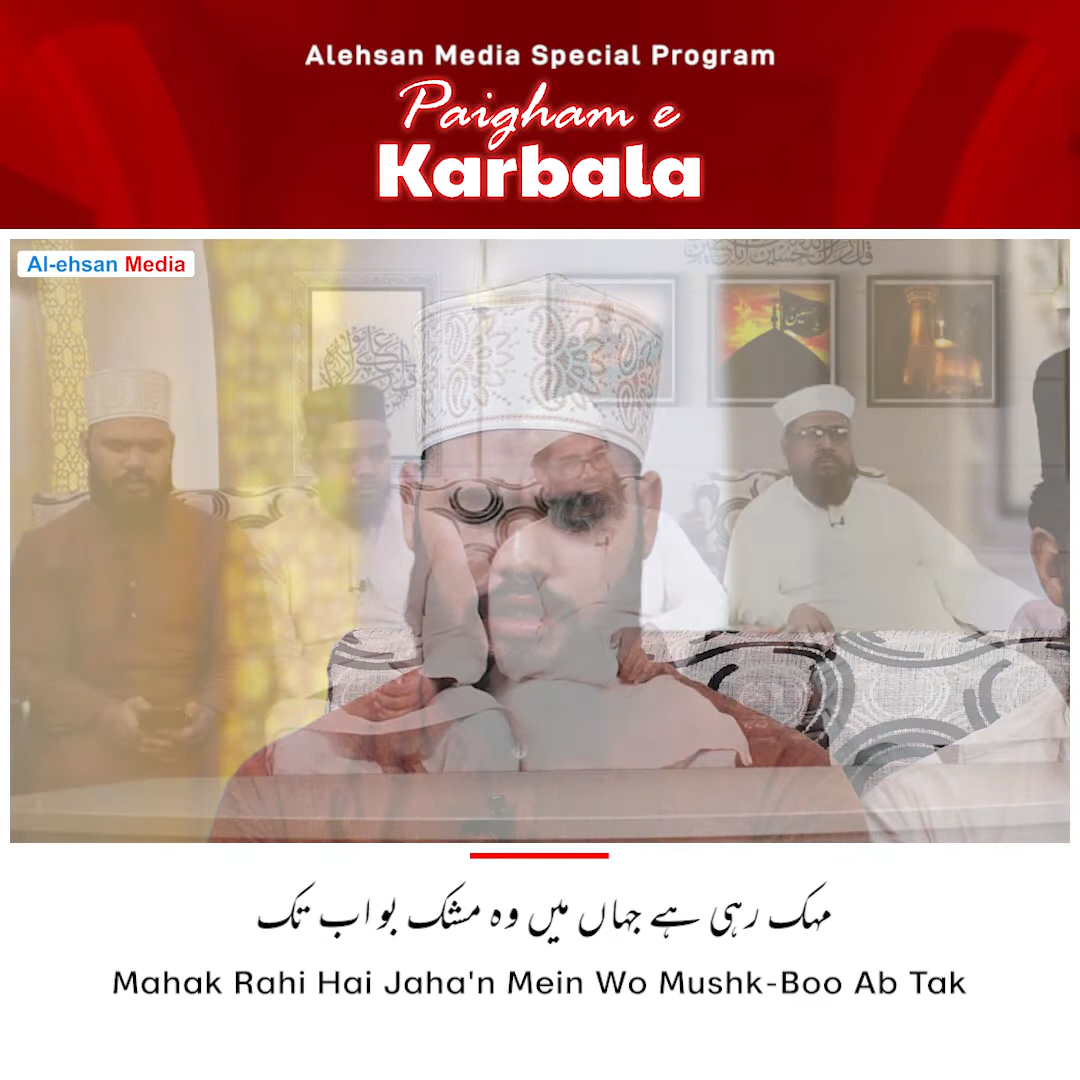 Alehsan Media Special Program
Paigham e
Karbala
Al-ehsan Media
مہک رہی ہے جہاں میں وہ مشک بو اب تک
Mahak Rahi Hai Jaha'n Mein Wo Mushk-Boo Ab Tak